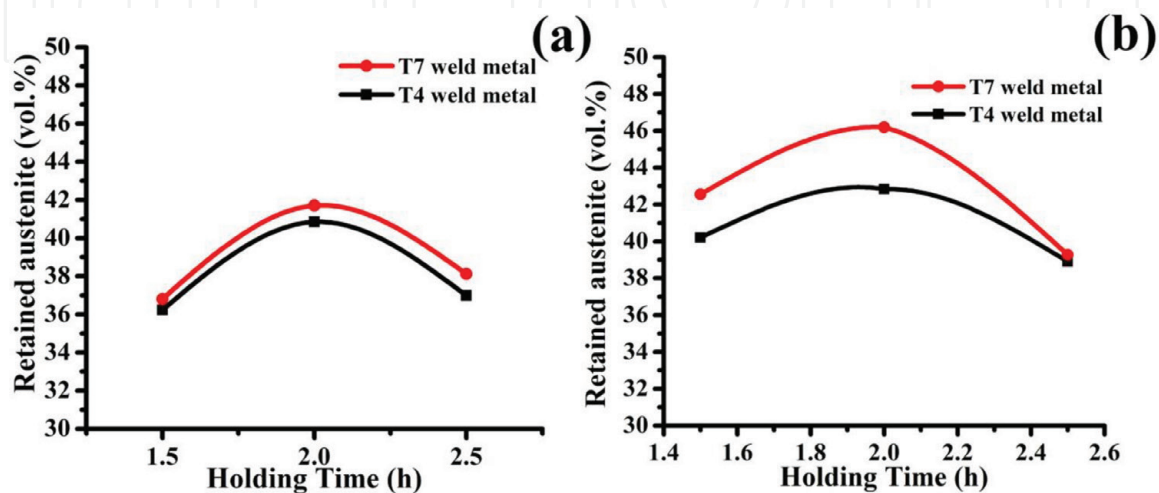 (a)
T7 weld metal
T4 weld metal
Retained austenite (vol.%)
50
48
46
44
42
40
38
36
34
32
30
1.5 2.0 2.5
Holding Time (h)
(b)
T7 weld metal
T4 weld metal
Retained austenite (vol.%)
50
48
46
44
42
40
38
36
34
32
30
1.4 1.6 1.8 2.0 2.2 2.4 2.6
Holding Time (h)